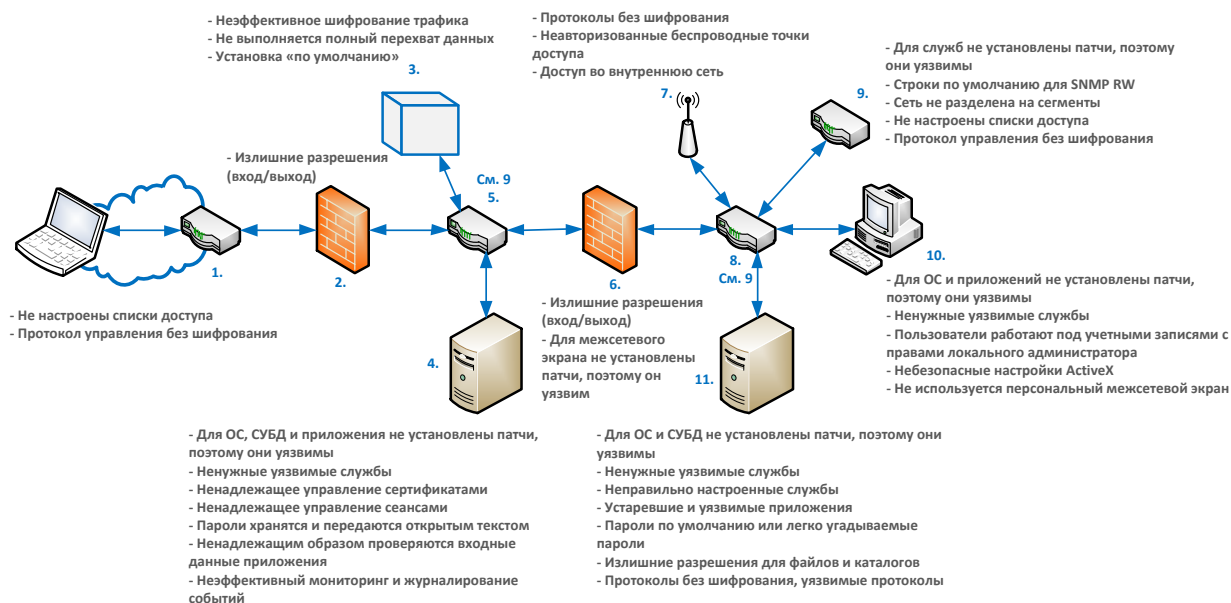 - Неэффективное шифрование трафика
- Не выполняется полный перехват данных
- Установка «по умолчанию»
3.
- Протоколы без шифрования
- Неавторизованные беспроводные точки
доступа
- Доступ во внутреннюю сеть
7.
- Для служб не установлены патчи, поэтому
они уязвимы
- Строки по умолчанию для SNMP RW
- Сеть не разделена на сегменты
- Не настроены списки доступа
- Протокол управления без шифрования
9.
- Излишние разрешения
(вход/выход)
См. 9
5.
1.
2.
6.
8.
См. 9
10.
- Не настроены списки доступа
- Протокол управления без шифрования
- Излишние разрешения
(вход/выход)
- Для межсетевого
экрана не установлены
патчи, поэтому он
уязвим
- Для ОС и приложений не установлены патчи,
поэтому они уязвимы
- Ненужные уязвимые службы
- Пользователи работают под учетными записями с
правами локального администратора
- Небезопасные настройки ActiveX
- Не используется персональный межсетевой экран
4.
11.
- Для ОС, СУБД и приложения не установлены патчи,
поэтому они уязвимы
- Ненужные уязвимые службы
- Ненадлежащее управление сертификатами
- Ненадлежащее управление сеансами
- Пароли хранятся и передаются открытым текстом
- Ненадлежащим образом проверяются входные
данные приложения
- Неэффективный мониторинг и журналирование
событий
- Для ОС и СУБД не установлены патчи, поэтому они
уязвимы
- Ненужные уязвимые службы
- Неправильно настроенные службы
- Устаревшие и уязвимые приложения
- Пароли по умолчанию или легко угадываемые
пароли
- Излишние разрешения для файлов и каталогов
- Протоколы без шифрования, уязвимые протоколы